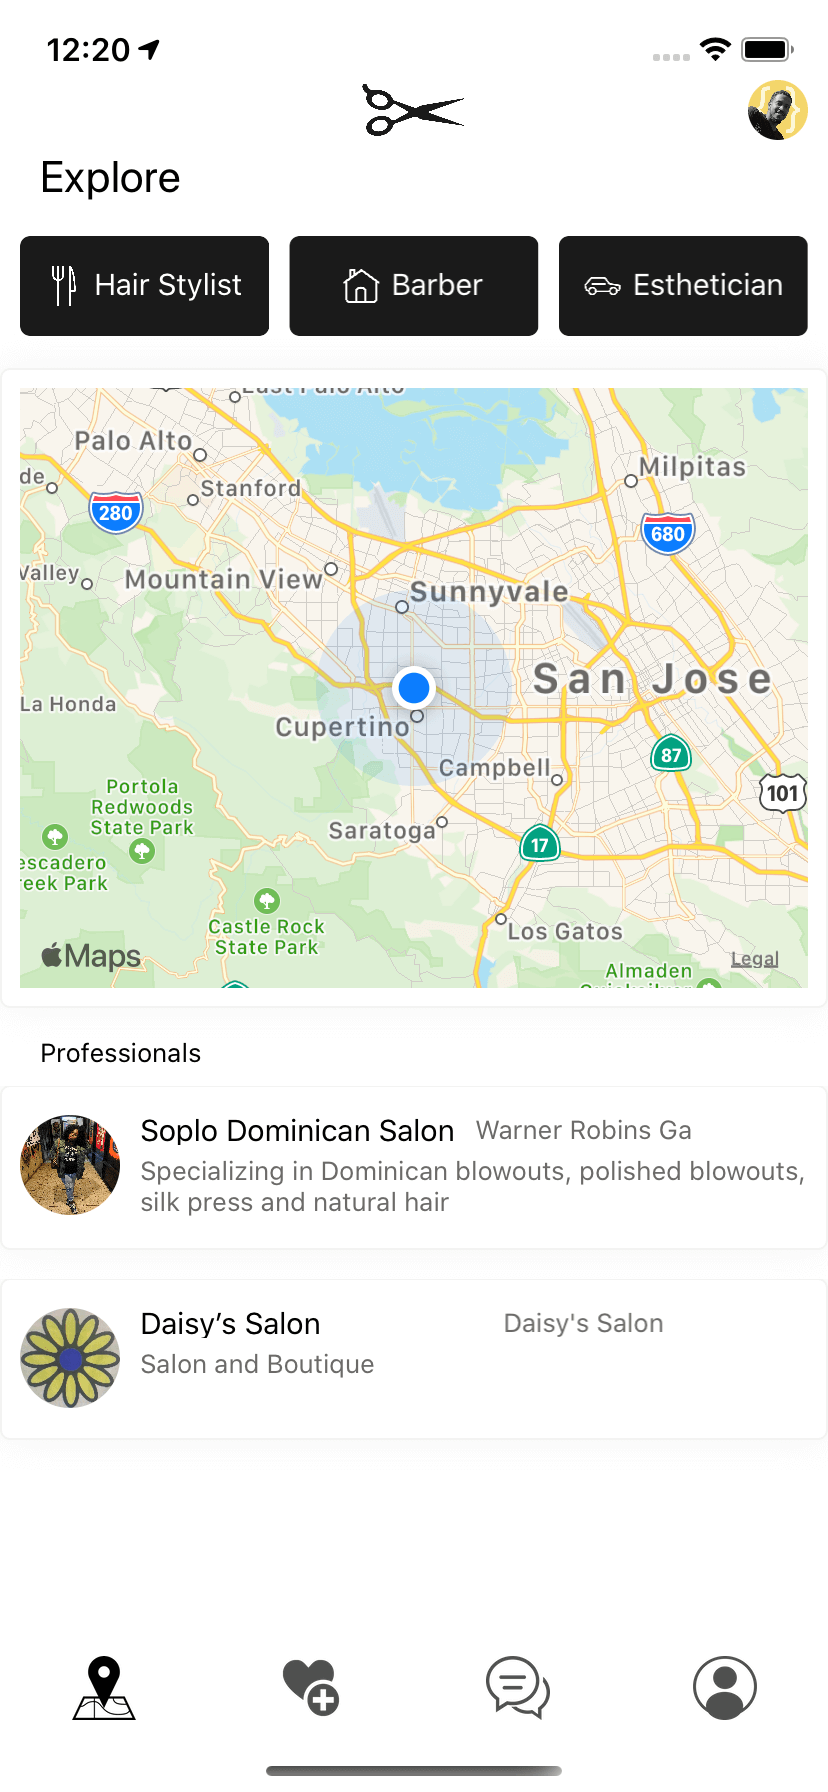 12:20
Explore
Hair Stylist
Barber
Esthetician
East Palo Alto
Palo Alto
Milpitas
de
Stanford
280
680
Valley
Mountain View
Sunnyvale
San Jose
La Honda
Cupertino
Campbell
87
Portola
Redwoods
State Park
101
Saratoga
17
escadero
reek Park
Castle Rock
State Park
Los Gatos
Maps
Legal
Almaden
Professionals
Soplo Dominican Salon Warner Robins Ga
Specializing in Dominican blowouts, polished blowouts,
silk press and natural hair
Daisy’s Salon Daisy's Salon
Salon and Boutique